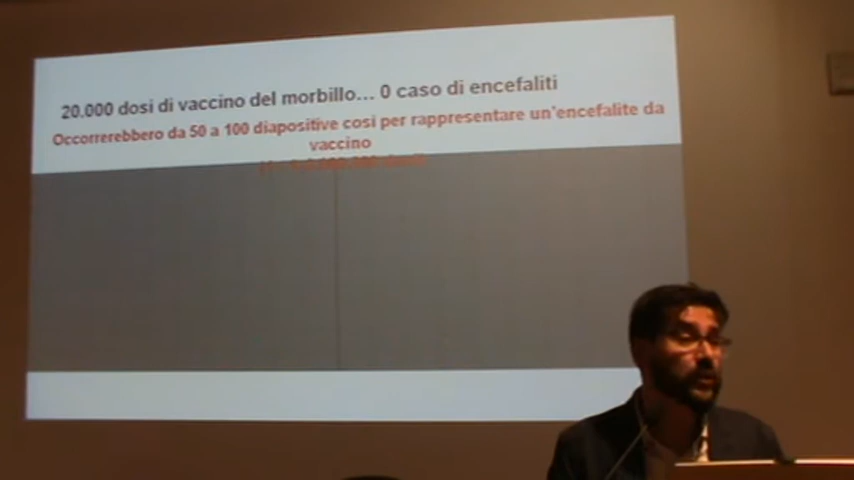 20.000 dosi di vaccino del morbillo... 0 caso di encefaliti
Occorrerebbero da 50 a 100 diapositive così per rappresentare un'encefalite da
vaccino